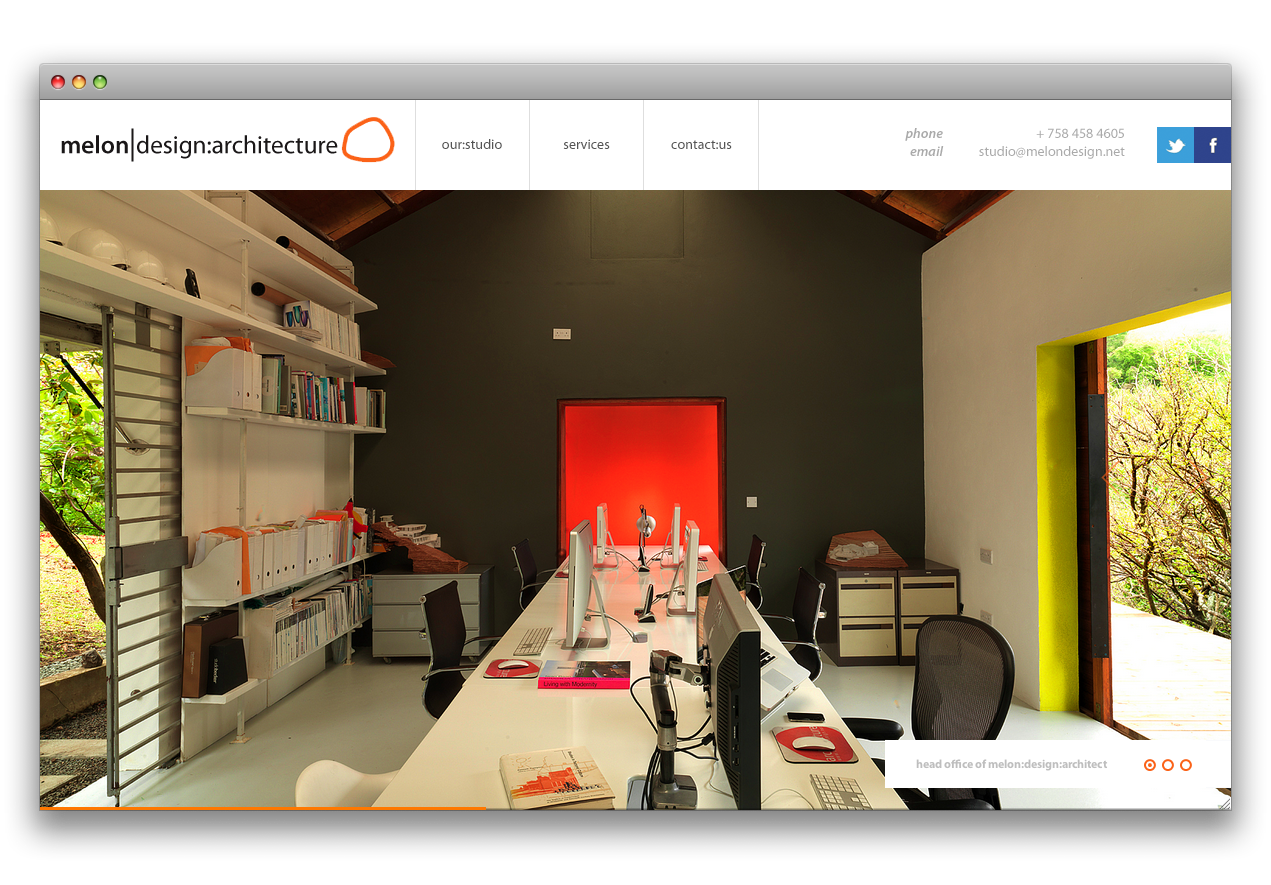 melon|design:architecture
our:studio
services
contact:us
phone + 758 458 4605
email studio@melondesign.net
f
Living with Modernity
head office of melon:design:architect